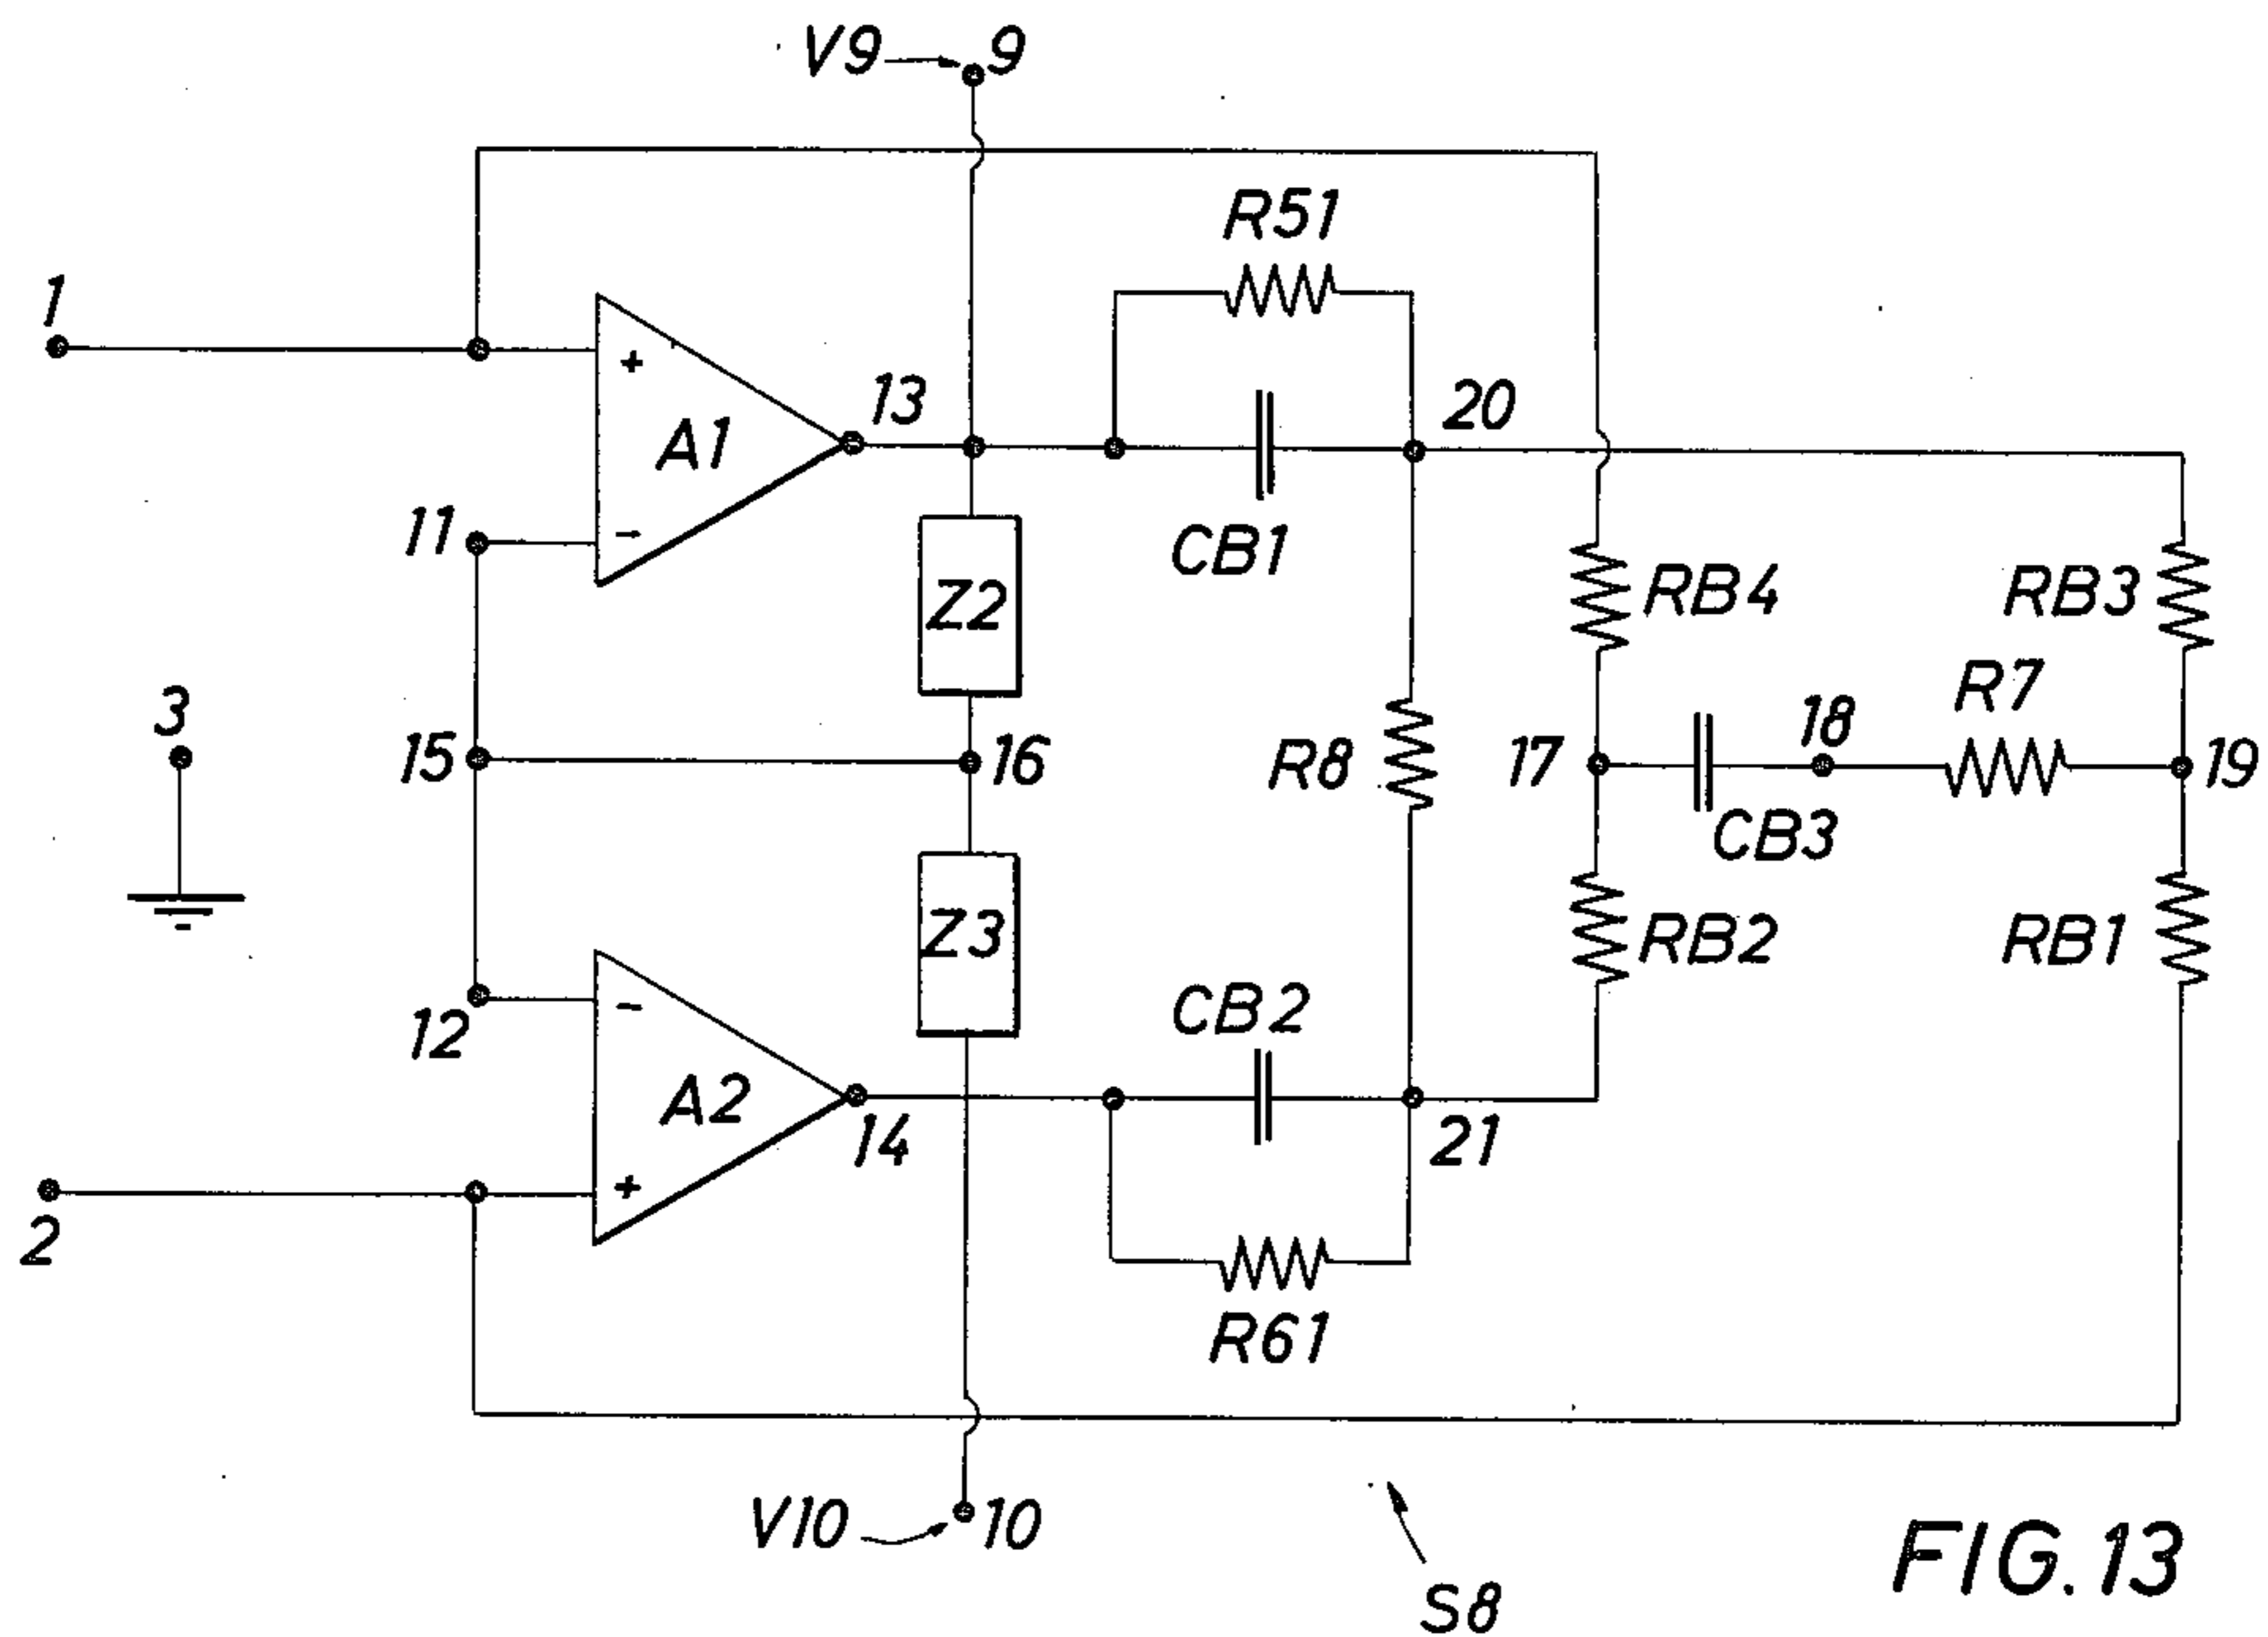 V9 9
R51
1
+
A1
13
20
11
-
CB1
Z2
RB4
RB3
R7
3
15
16
R8
17
18
19
CB3
Z3
RB2
RB1
12
-
CB2
A2
14
21
+
2
R61
V10 10
S8
FIG.13